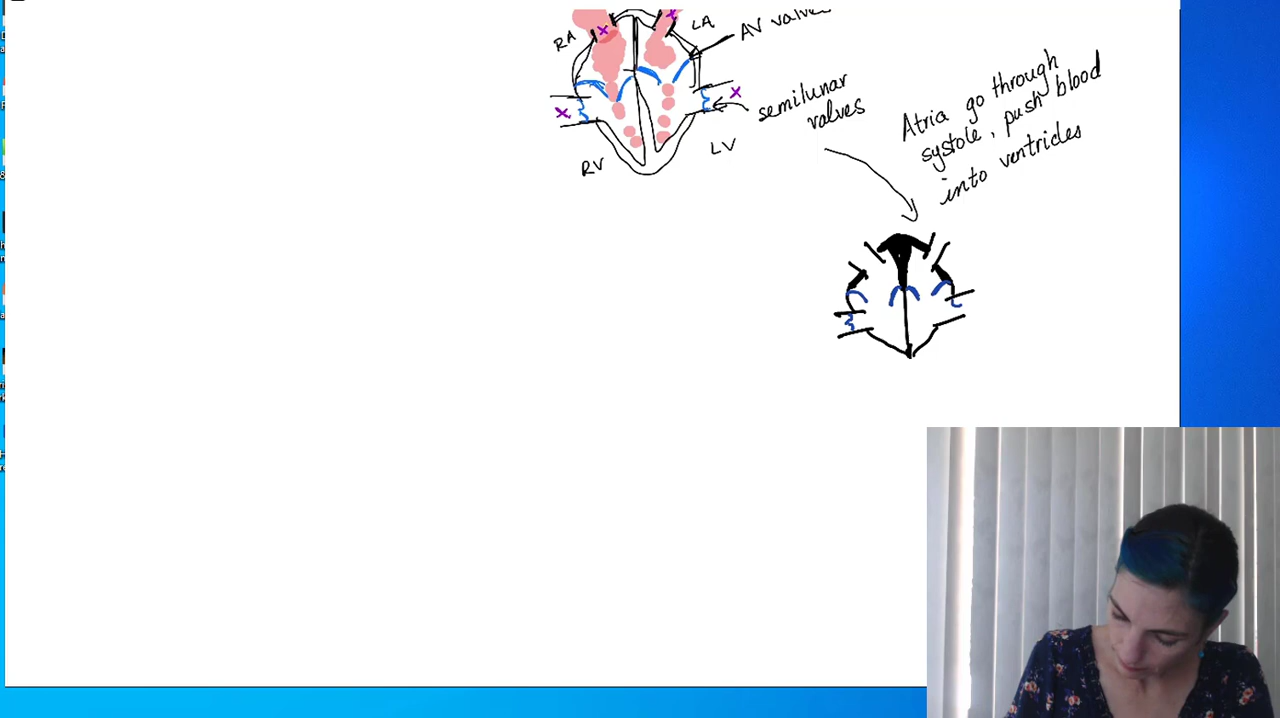 RA
LA
AV valves
semilunar
valves
RV
LV
Atria go through
systole, push blood
into ventricles